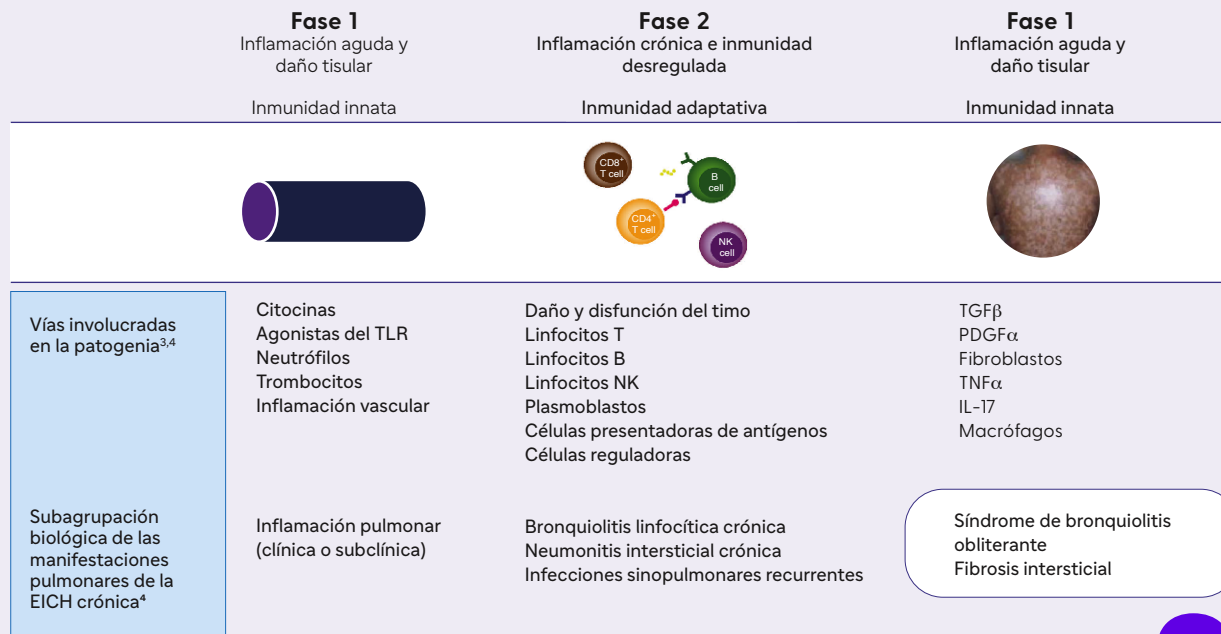 Fase 1
Inflamación aguda y
daño tisular
Inmunidad innata
Fase 2
Inflamación crónica e inmunidad
desregulada
Inmunidad adaptativa
Fase 1
Inflamación aguda y
daño tisular
Inmunidad innata
CD8⁺
T cell
B
cell
CD4⁺
T cell
NK
cell
Vías involucradas
en la patogenia³,⁴
Citocinas
Agonistas del TLR
Neutrófilos
Trombocitos
Inflamación vascular
Daño y disfunción del timo
Linfocitos T
Linfocitos B
Linfocitos NK
Plasmoblastos
Células presentadoras de antígenos
Células reguladoras
TGFβ
PDGFα
Fibroblastos
TNFα
IL-17
Macrófagos
Subagrupación
biológica de las
manifestaciones
pulmonares de la
EICH crónica⁴
Inflamación pulmonar
(clínica o subclínica)
Bronquiolitis linfocítica crónica
Neumonitis intersticial crónica
Infecciones sinopulmonares recurrentes
Síndrome de bronquiolitis
obliterante
Fibrosis intersticial